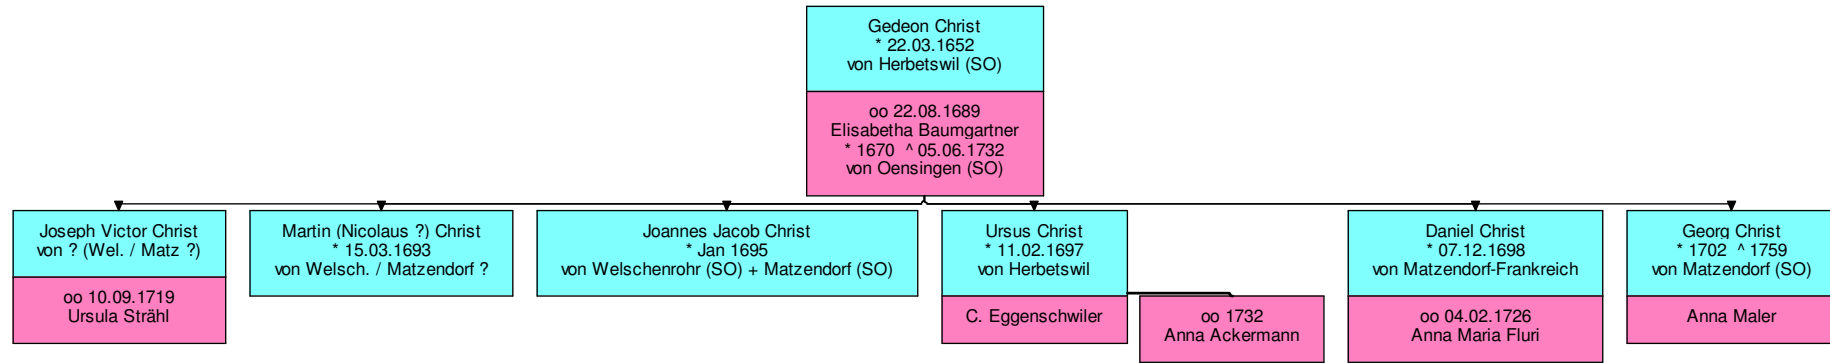 Gedeon Christ
* 22.03.1652
von Herbetswil (SO)
oo 22.08.1689
Elisabetha Baumgartner
* 1670 ^ 05.06.1732
von Oensingen (SO)
Joseph Victor Christ
von ? (Wel. / Matz ?)
oo 10.09.1719
Ursula Strähl
Martin (Nicolaus ?) Christ
* 15.03.1693
von Welsch. / Matzendorf ?
Joannes Jacob Christ
* Jan 1695
von Welschenrohr (SO) + Matzendorf (SO)
Ursus Christ
* 11.02.1697
von Herbetswil
C. Eggenschwiler
oo 1732
Anna Ackermann
Daniel Christ
* 07.12.1698
von Matzendorf-Frankreich
oo 04.02.1726
Anna Maria Fluri
Georg Christ
* 1702 ^ 1759
von Matzendorf (SO)
Anna Maler